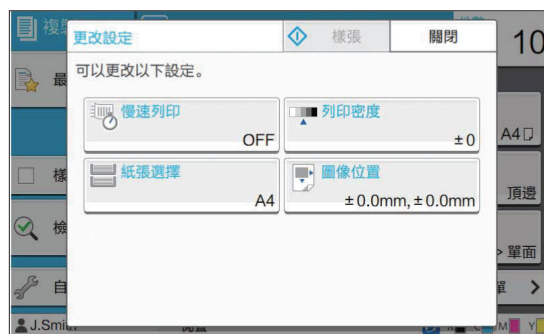 複
更改設定
樣張
關閉
10
可以更改以下設定。
最
慢速列印
OFF
列印密度
±0
A4
樣
紙張選擇
A4
圖像位置
±0.0mm, ±0.0mm
頂邊
檢
> 單面
自
單 >
J.Smi
M Y